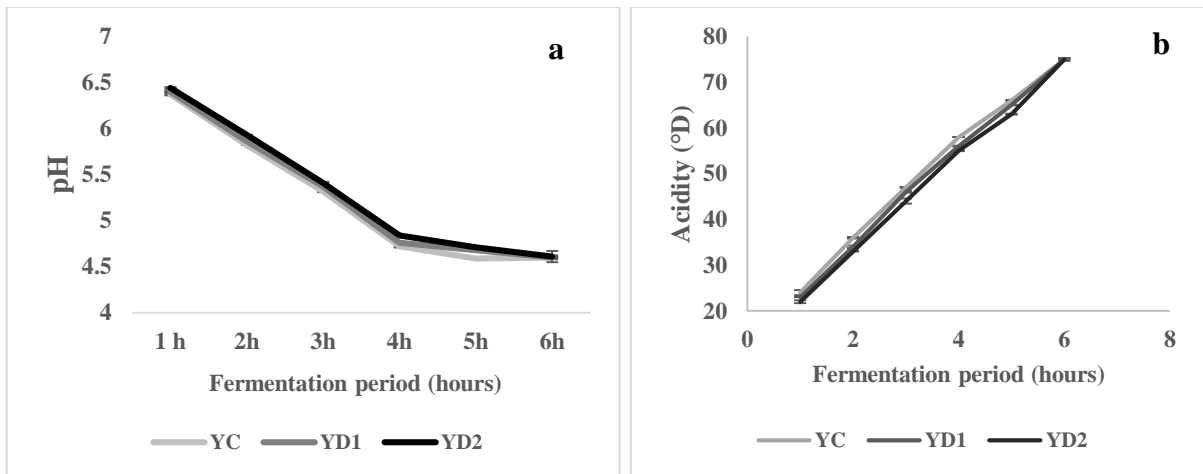 a
pH
7
6.5
6
5.5
5
4.5
4
1 h 2h 3h 4h 5h 6h
Fermentation period (hours)
YC YD1 YD2
b
Acidity (°D)
80
70
60
50
40
30
20
0 2 4 6 8
Fermentation period (hours)
YC YD1 YD2